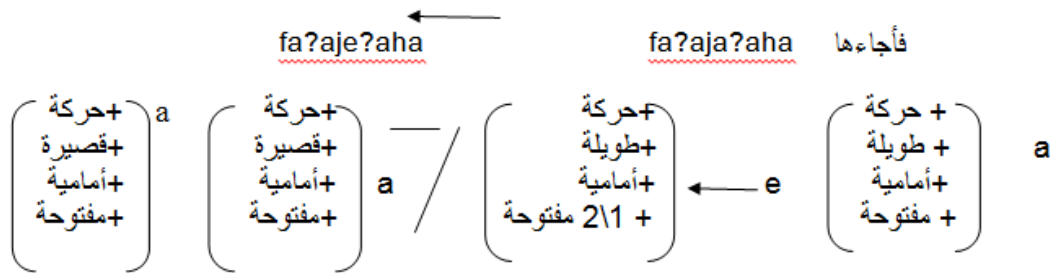 فأجاءها fa?aja?aha fa?aje?aha
+ حركة +حركة +حركة a +حركة
a + طويلة +طويلة +قصيرة +قصيرة
+أمامية e +أمامية a +أمامية +أمامية
+ مفتوحة + 1\2 مفتوحة +مفتوحة +مفتوحة